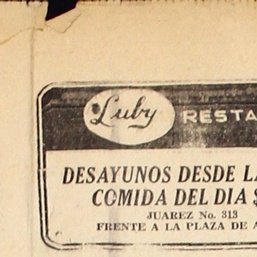 Luby RESTA
DESAYUNOS DESDE LA
COMIDA DEL DIA $
JUAREZ No. 313
FRENTE A LA PLAZA DE A